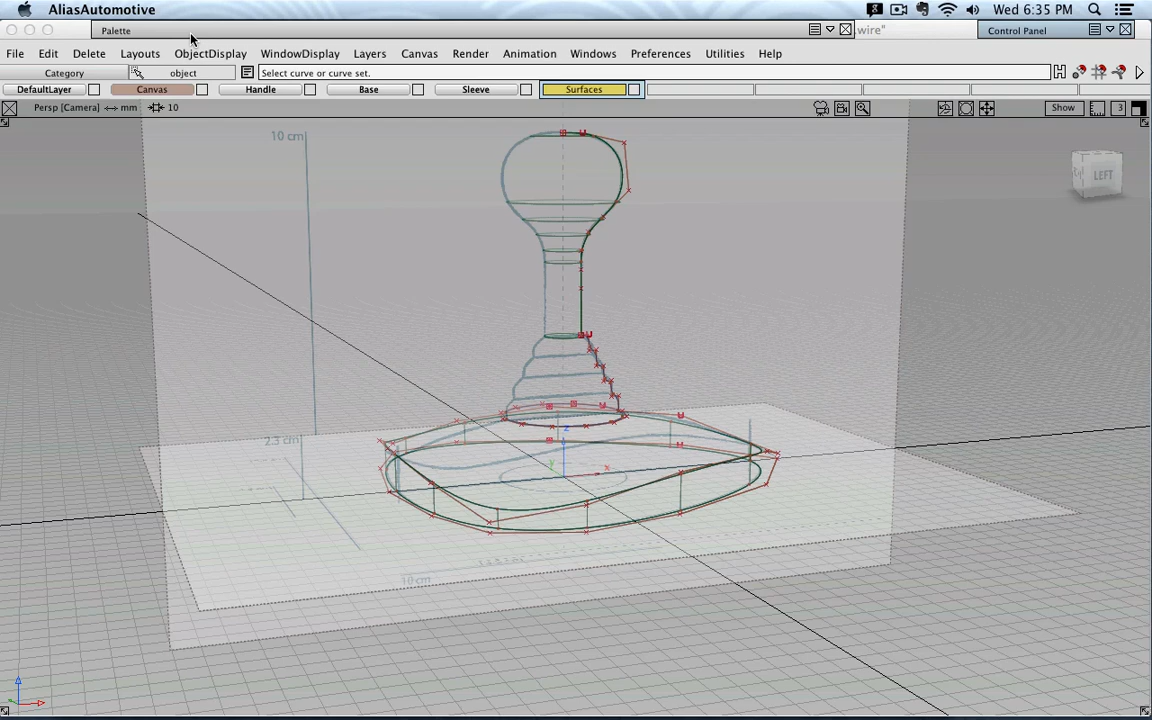 AliasAutomotive
Wed 6:35 PM
Palette
.wire"
Control Panel
File Edit Delete Layouts ObjectDisplay WindowDisplay Layers Canvas Render Animation Windows Preferences Utilities Help
Category object Select curve or curve set.
DefaultLayer Canvas Handle Base Sleeve Surfaces
Persp [Camera] mm 10
Show 3
10 cm
LEFT
2.3 cm
z
y
x
10cm